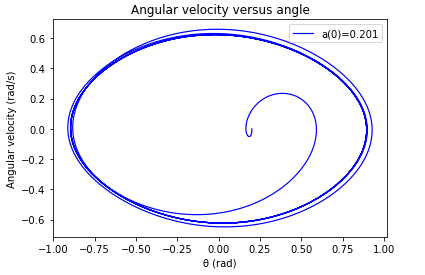 Angular velocity versus angle
a(0)=0.201
Angular velocity (rad/s)
0.6
0.4
0.2
0.0
−0.2
−0.4
−0.6
−1.00 −0.75 −0.50 −0.25 0.00 0.25 0.50 0.75 1.00
θ (rad)